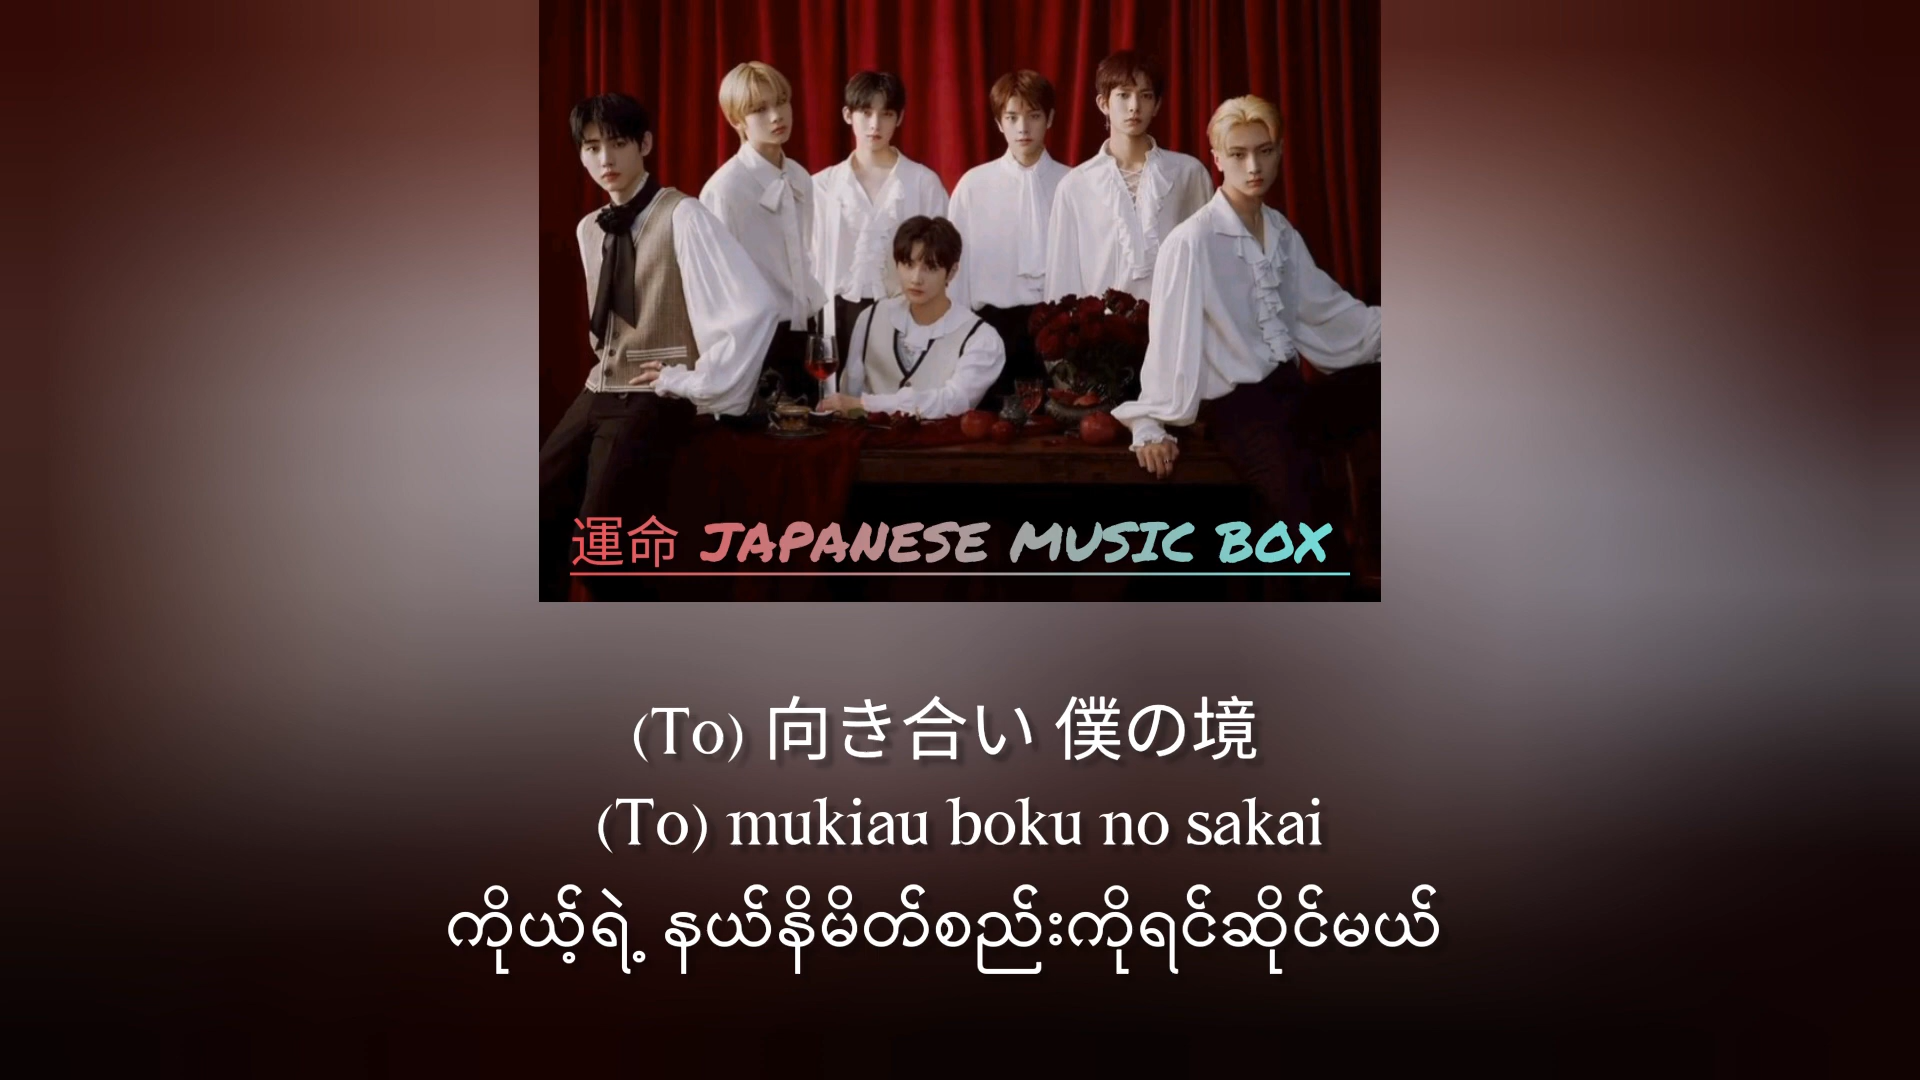 運命 JAPANESE MUSIC BOX
(To) 向き合い 僕の境
(To) mukiau boku no sakai
ကိုယ့်ရဲ့ နယ်နိမိတ်စည်းကိုရင်ဆိုင်မယ်